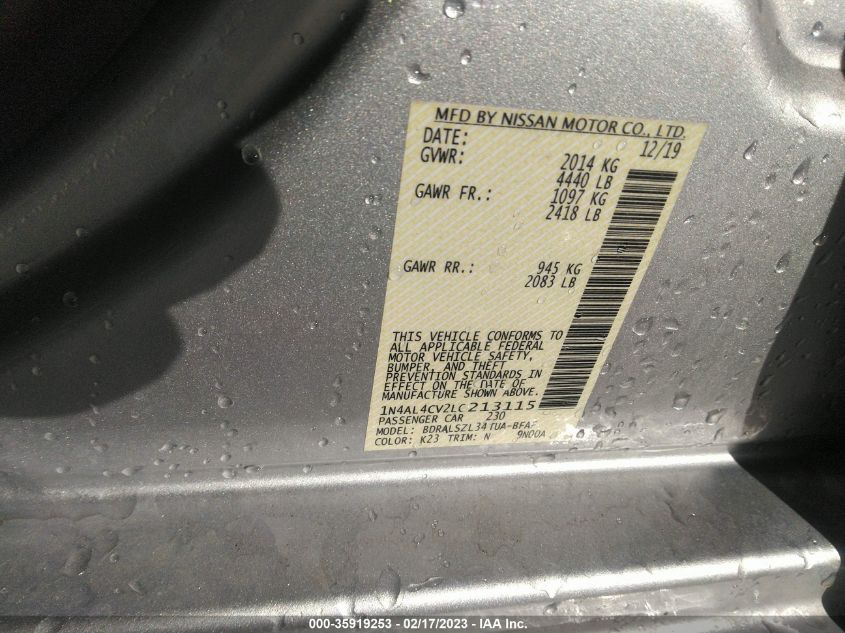 MFD BY NISSAN MOTOR CO., LTD.
DATE: 12/19
GVWR: 2014 KG
4440 LB
GAWR FR.: 1097 KG
2418 LB
GAWR RR.: 945 KG
2083 LB
THIS VEHICLE CONFORMS TO
ALL APPLICABLE FEDERAL
MOTOR VEHICLE SAFETY,
BUMPER, AND THEFT
PREVENTION STANDARDS IN
EFFECT ON THE DATE OF
MANUFACTURE SHOWN ABOVE.
1N4AL4CV2LC213115
PASSENGER CAR 230
MODEL:
COLOR: K23 TRIM: N
000-35919253 - 02/17/2023 - IAA Inc.